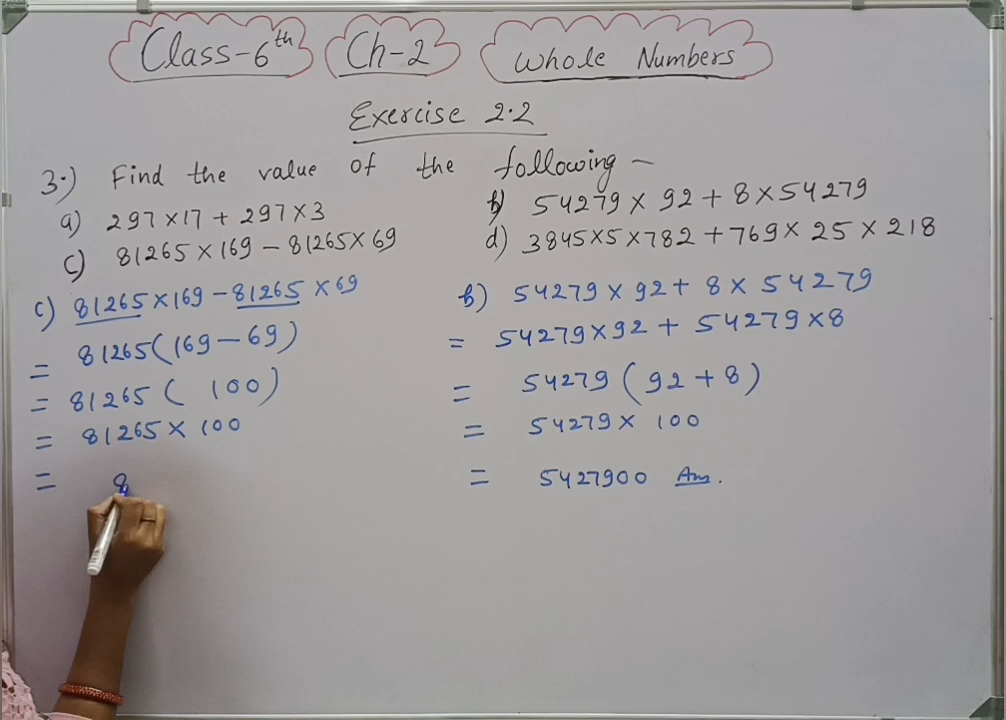 Class-6th Ch-2 Whole Numbers
Exercise 2.2
3.) Find the value of the following -
a) 297×17 + 297×3
b) 54279 × 92 + 8 × 54279
c) 81265 × 169 - 81265 × 69
d) 3845×5×782 + 769 × 25 × 218
c) 81265 × 169 - 81265 × 69
= 81265(169-69)
= 81265 ( 100)
= 81265 × 100
= 8
b) 54279 × 92 + 8 × 54279
= 54279×92 + 54279×8
= 54279 (92+8)
= 54279 × 100
= 5427900 Ans.